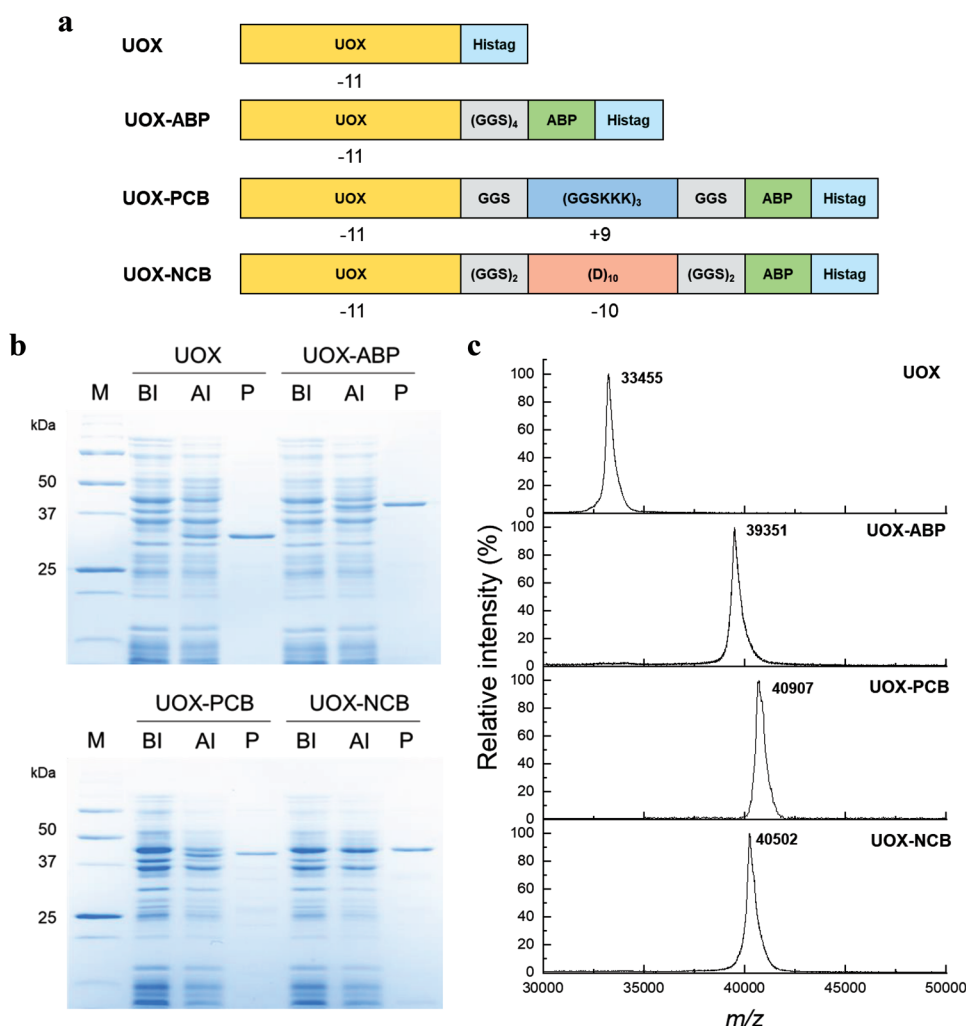 a
UOX
UOX Histag
-11
UOX-ABP
UOX (GGS)₄ ABP Histag
-11
UOX-PCB
UOX GGS (GGSKKK)₃ GGS ABP Histag
-11 +9
UOX-NCB
UOX (GGS)₂ (D)₁₀ (GGS)₂ ABP Histag
-11 -10
b
UOX UOX-ABP
M BI AI P BI AI P
kDa
50
37
25
UOX-PCB UOX-NCB
M BI AI P BI AI P
kDa
50
37
25
c
Relative intensity (%)
100
80
60
40
20
0
33455
UOX
100
80
60
40
20
0
39351
UOX-ABP
100
80
60
40
20
0
40907
UOX-PCB
100
80
60
40
20
0
40502
UOX-NCB
30000 35000 40000 45000 50000
m/z